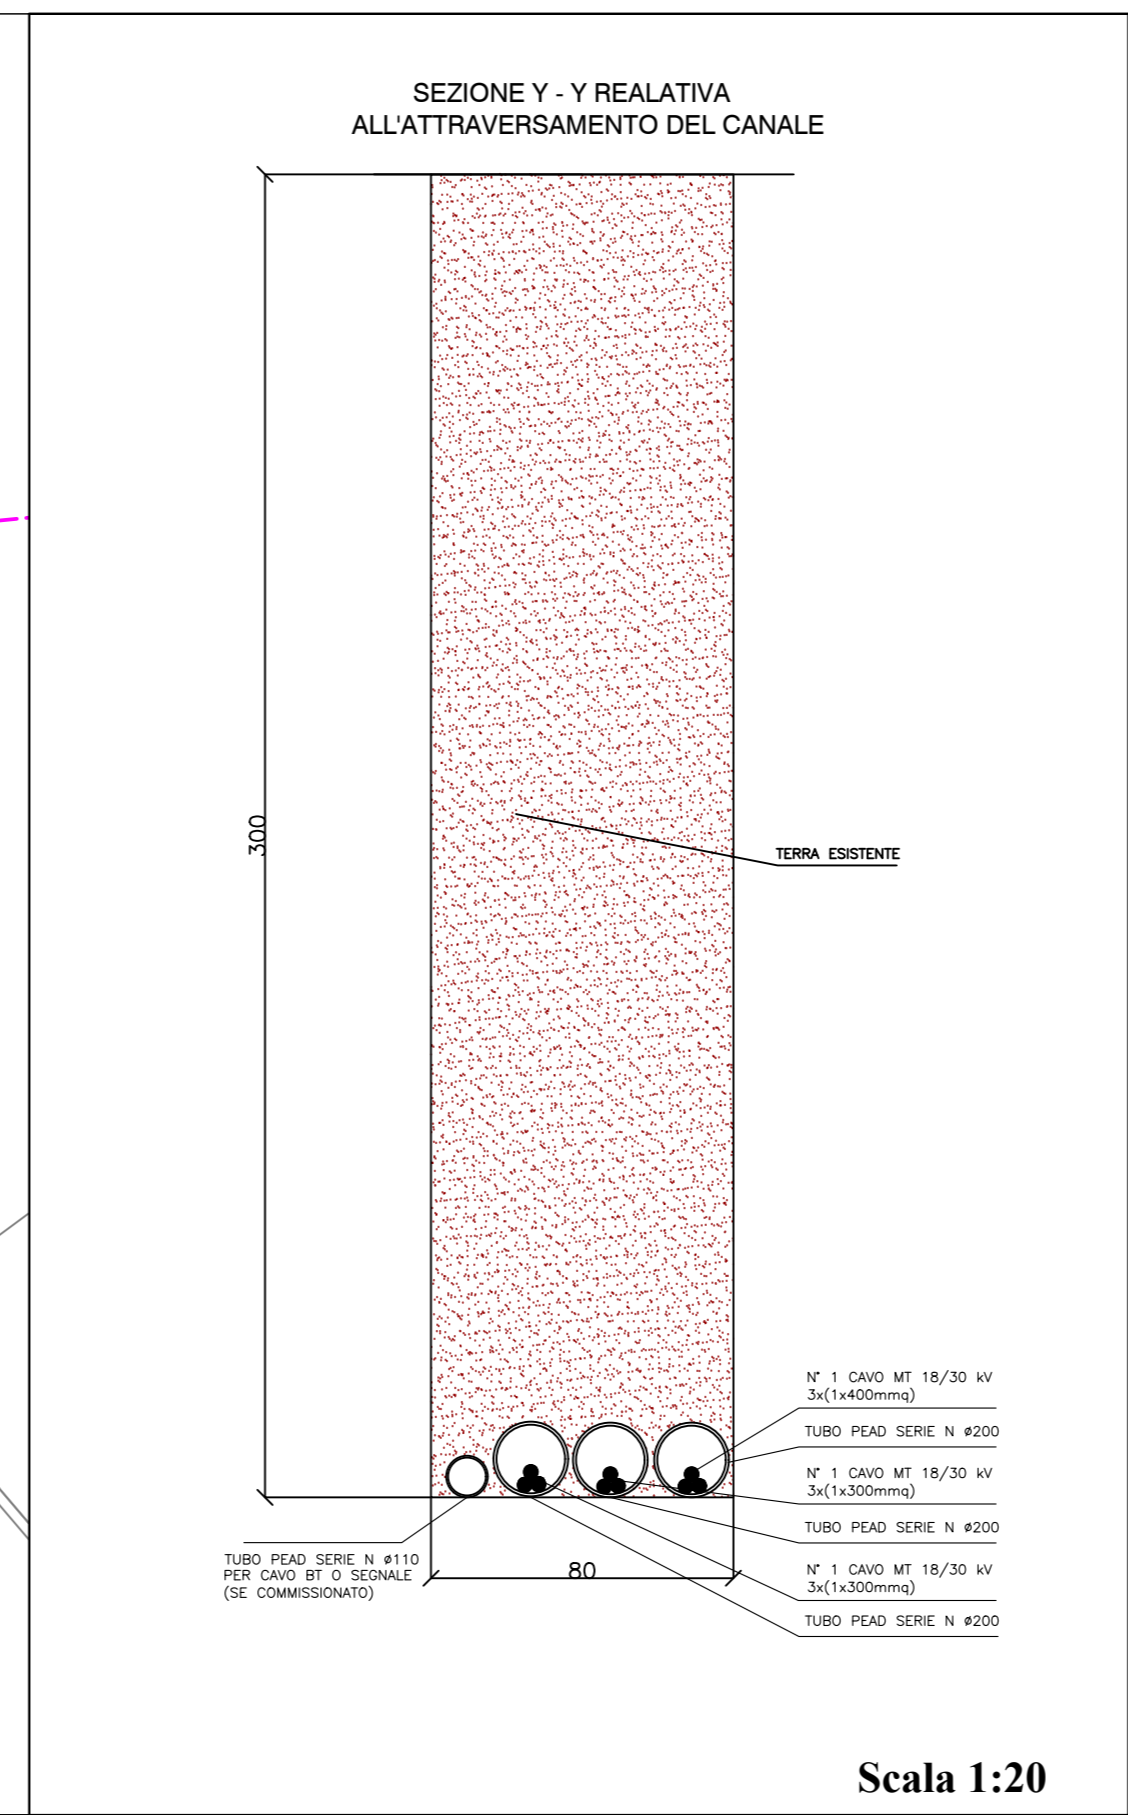 SEZIONE Y - Y REALATIVA
ALL'ATTRAVERSAMENTO DEL CANALE
300
TERRA ESISTENTE
N° 1 CAVO MT 18/30 kV
3x(1x400mmq)
TUBO PEAD SERIE N ø200
N° 1 CAVO MT 18/30 kV
3x(1x300mmq)
TUBO PEAD SERIE N ø200
N° 1 CAVO MT 18/30 kV
3x(1x300mmq)
TUBO PEAD SERIE N ø200
TUBO PEAD SERIE N ø110
PER CAVO BT O SEGNALE
(SE COMMISSIONATO)
80
Scala 1:20